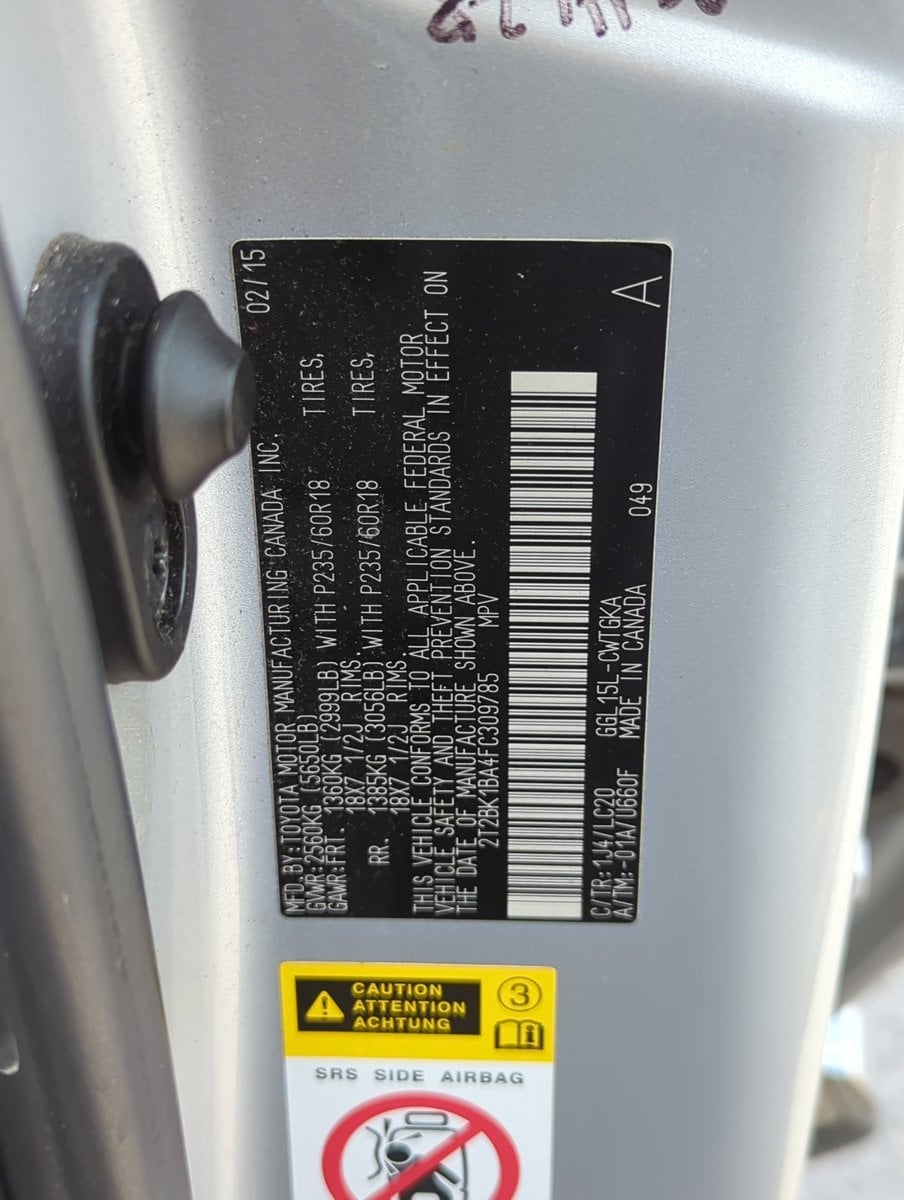 MFD.BY:TOYOTA MOTOR MANUFACTURING CANADA INC. 02/15
GVWR:2560KG (5650LB)
GAWR:FRT. 1360KG (2999LB) WITH P235/60R18 TIRES,
18X7 1/2J RIMS.
RR. 1385KG (3056LB) WITH P235/60R18 TIRES,
18X7 1/2J RIMS.
THIS VEHICLE CONFORMS TO ALL APPLICABLE FEDERAL MOTOR
VEHICLE SAFETY AND THEFT PREVENTION STANDARDS IN EFFECT ON
THE DATE OF MANUFACTURE SHOWN ABOVE.
2T2BK1BA4FC309785 MPV
A
C/TR:1J4/LC20 GGL15L-CWTGKA
A/TM:-01A/U660F MADE IN CANADA 049
CAUTION
ATTENTION
ACHTUNG
3
i
SRS SIDE AIRBAG